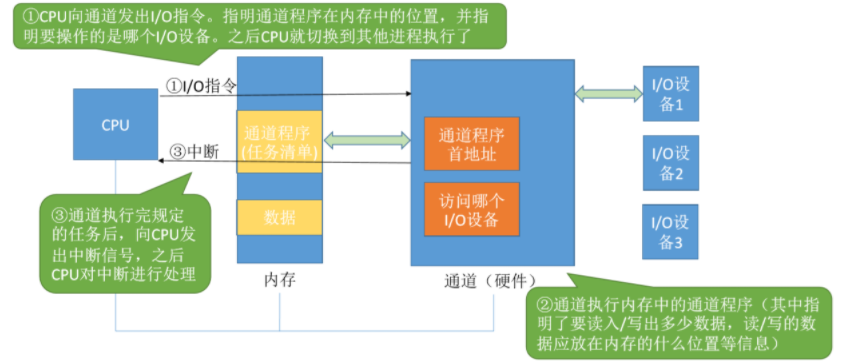 ①CPU向通道发出I/O指令。指明通道程序在内存中的位置，并指
明要操作的是哪个I/O设备。之后CPU就切换到其他进程执行了
①I/O指令
CPU
通道程序
(任务清单)
③中断
数据
内存
通道程序
首地址
访问哪个
I/O设备
通道（硬件）
I/O设
备1
I/O设
备2
I/O设
备3
③通道执行完规定
的任务后，向CPU发
出中断信号，之后
CPU对中断进行处理
②通道执行内存中的通道程序（其中指
明了要读入/写出多少数据，读/写的数
据应放在内存的什么位置等信息）